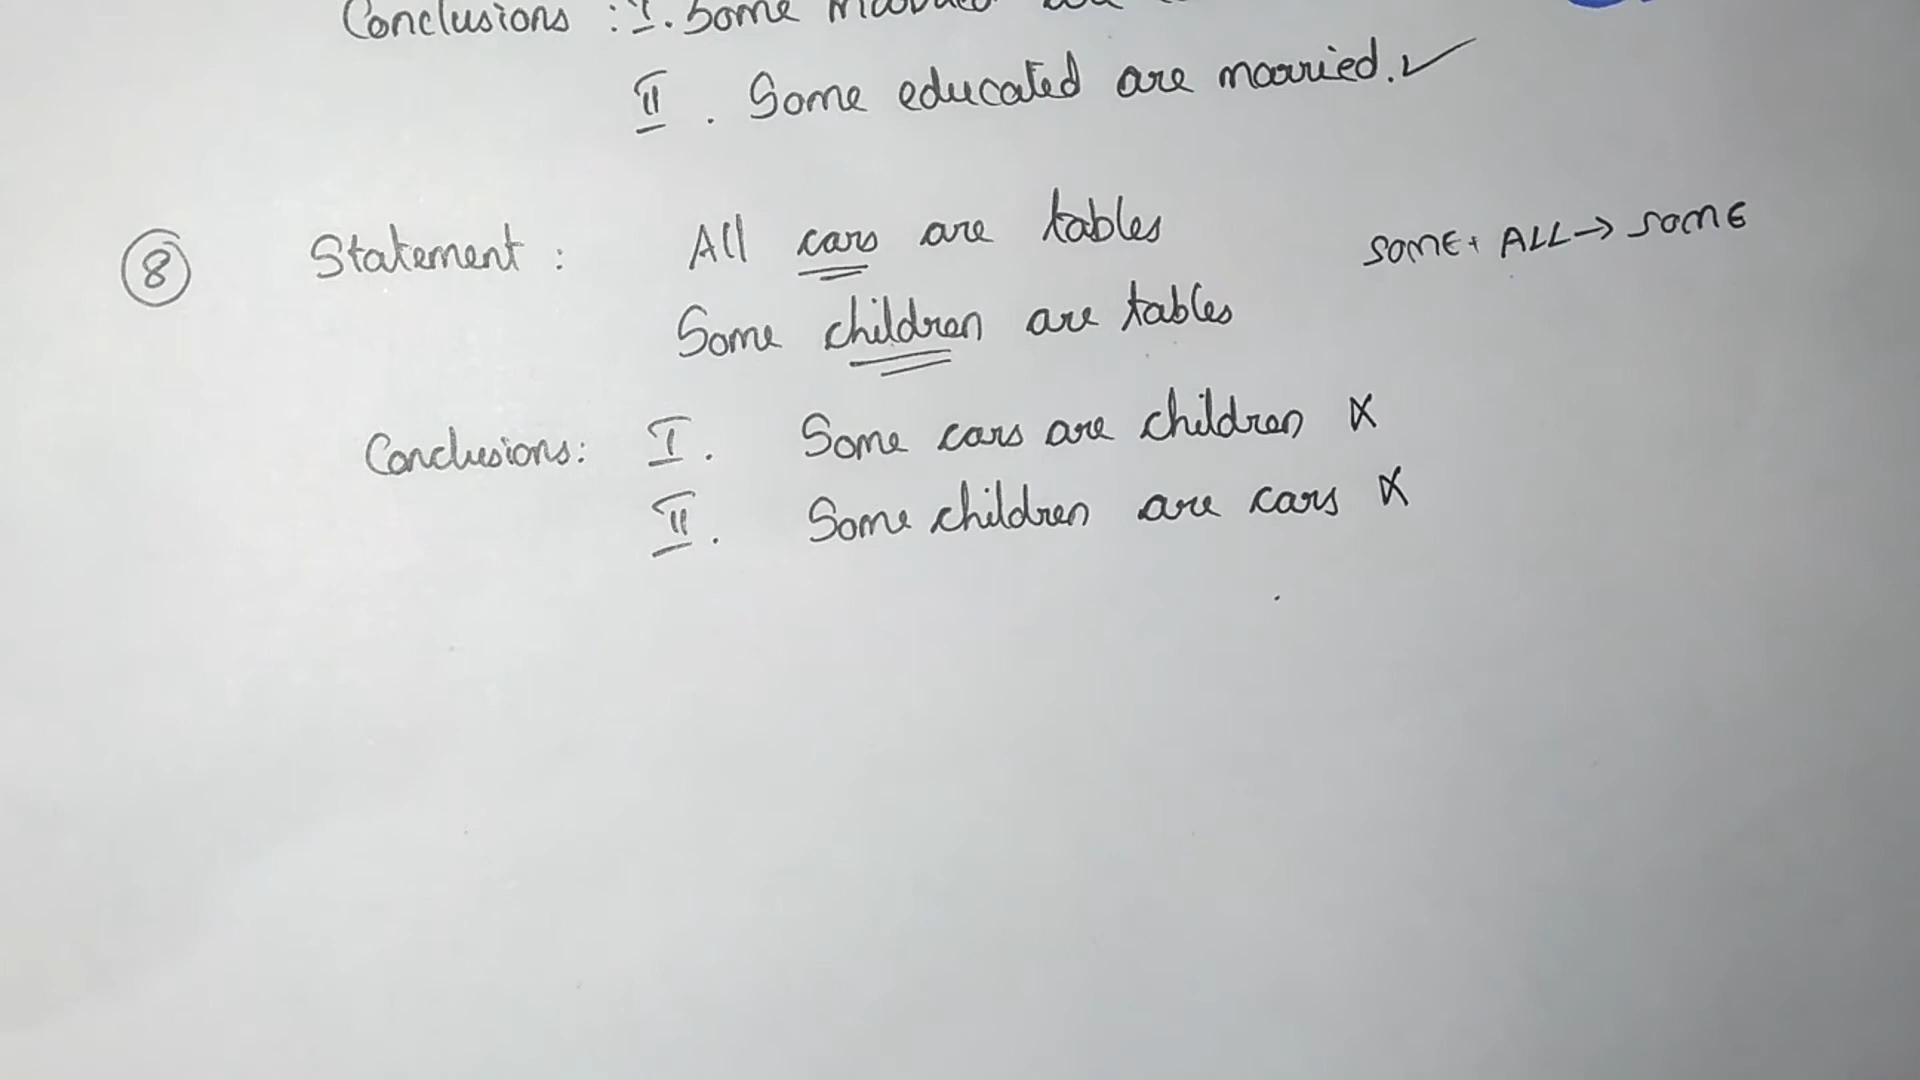 Conclusions : I. Some
II. Some educated are married. ✓
8 Statement : All cars are tables SOME + ALL → SOME
Some children are tables
Conclusions: I. Some cars are children ×
II. Some children are cars ×